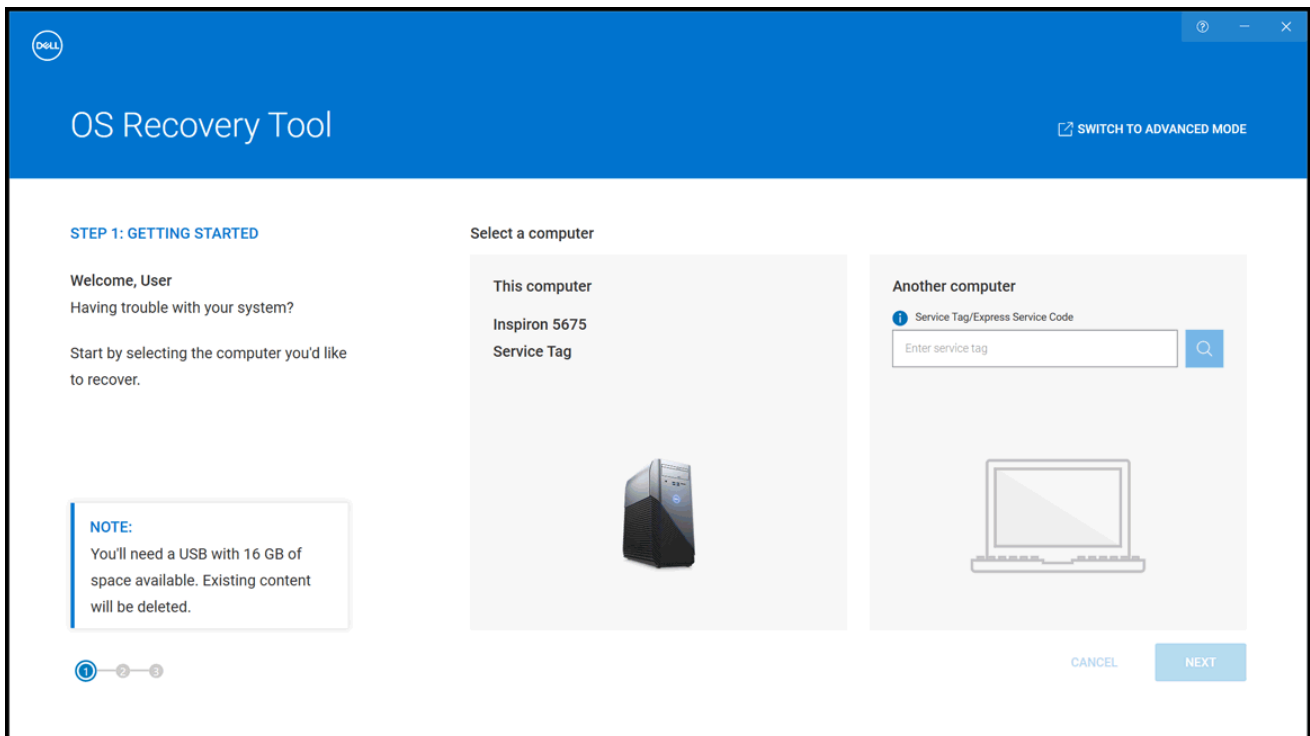 DELL
OS Recovery Tool
SWITCH TO ADVANCED MODE
STEP 1: GETTING STARTED
Welcome, User
Having trouble with your system?
Start by selecting the computer you'd like
to recover.
NOTE:
You'll need a USB with 16 GB of
space available. Existing content
will be deleted.
1 2 3
Select a computer
This computer
Inspiron 5675
Service Tag
Another computer
Service Tag/Express Service Code
Enter service tag
CANCEL
NEXT